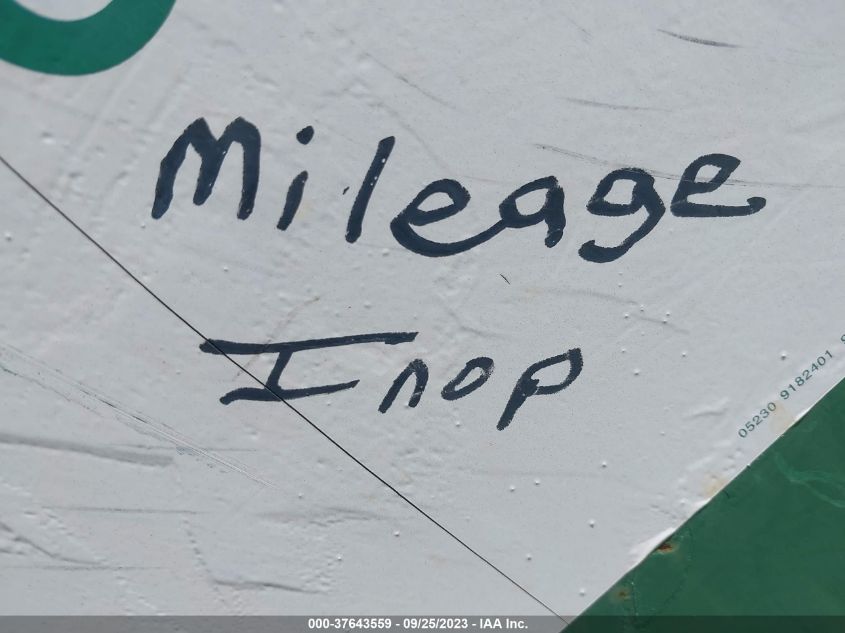 Mileage
Inop
05230 9182401
000-37643559 - 09/25/2023 - IAA Inc.